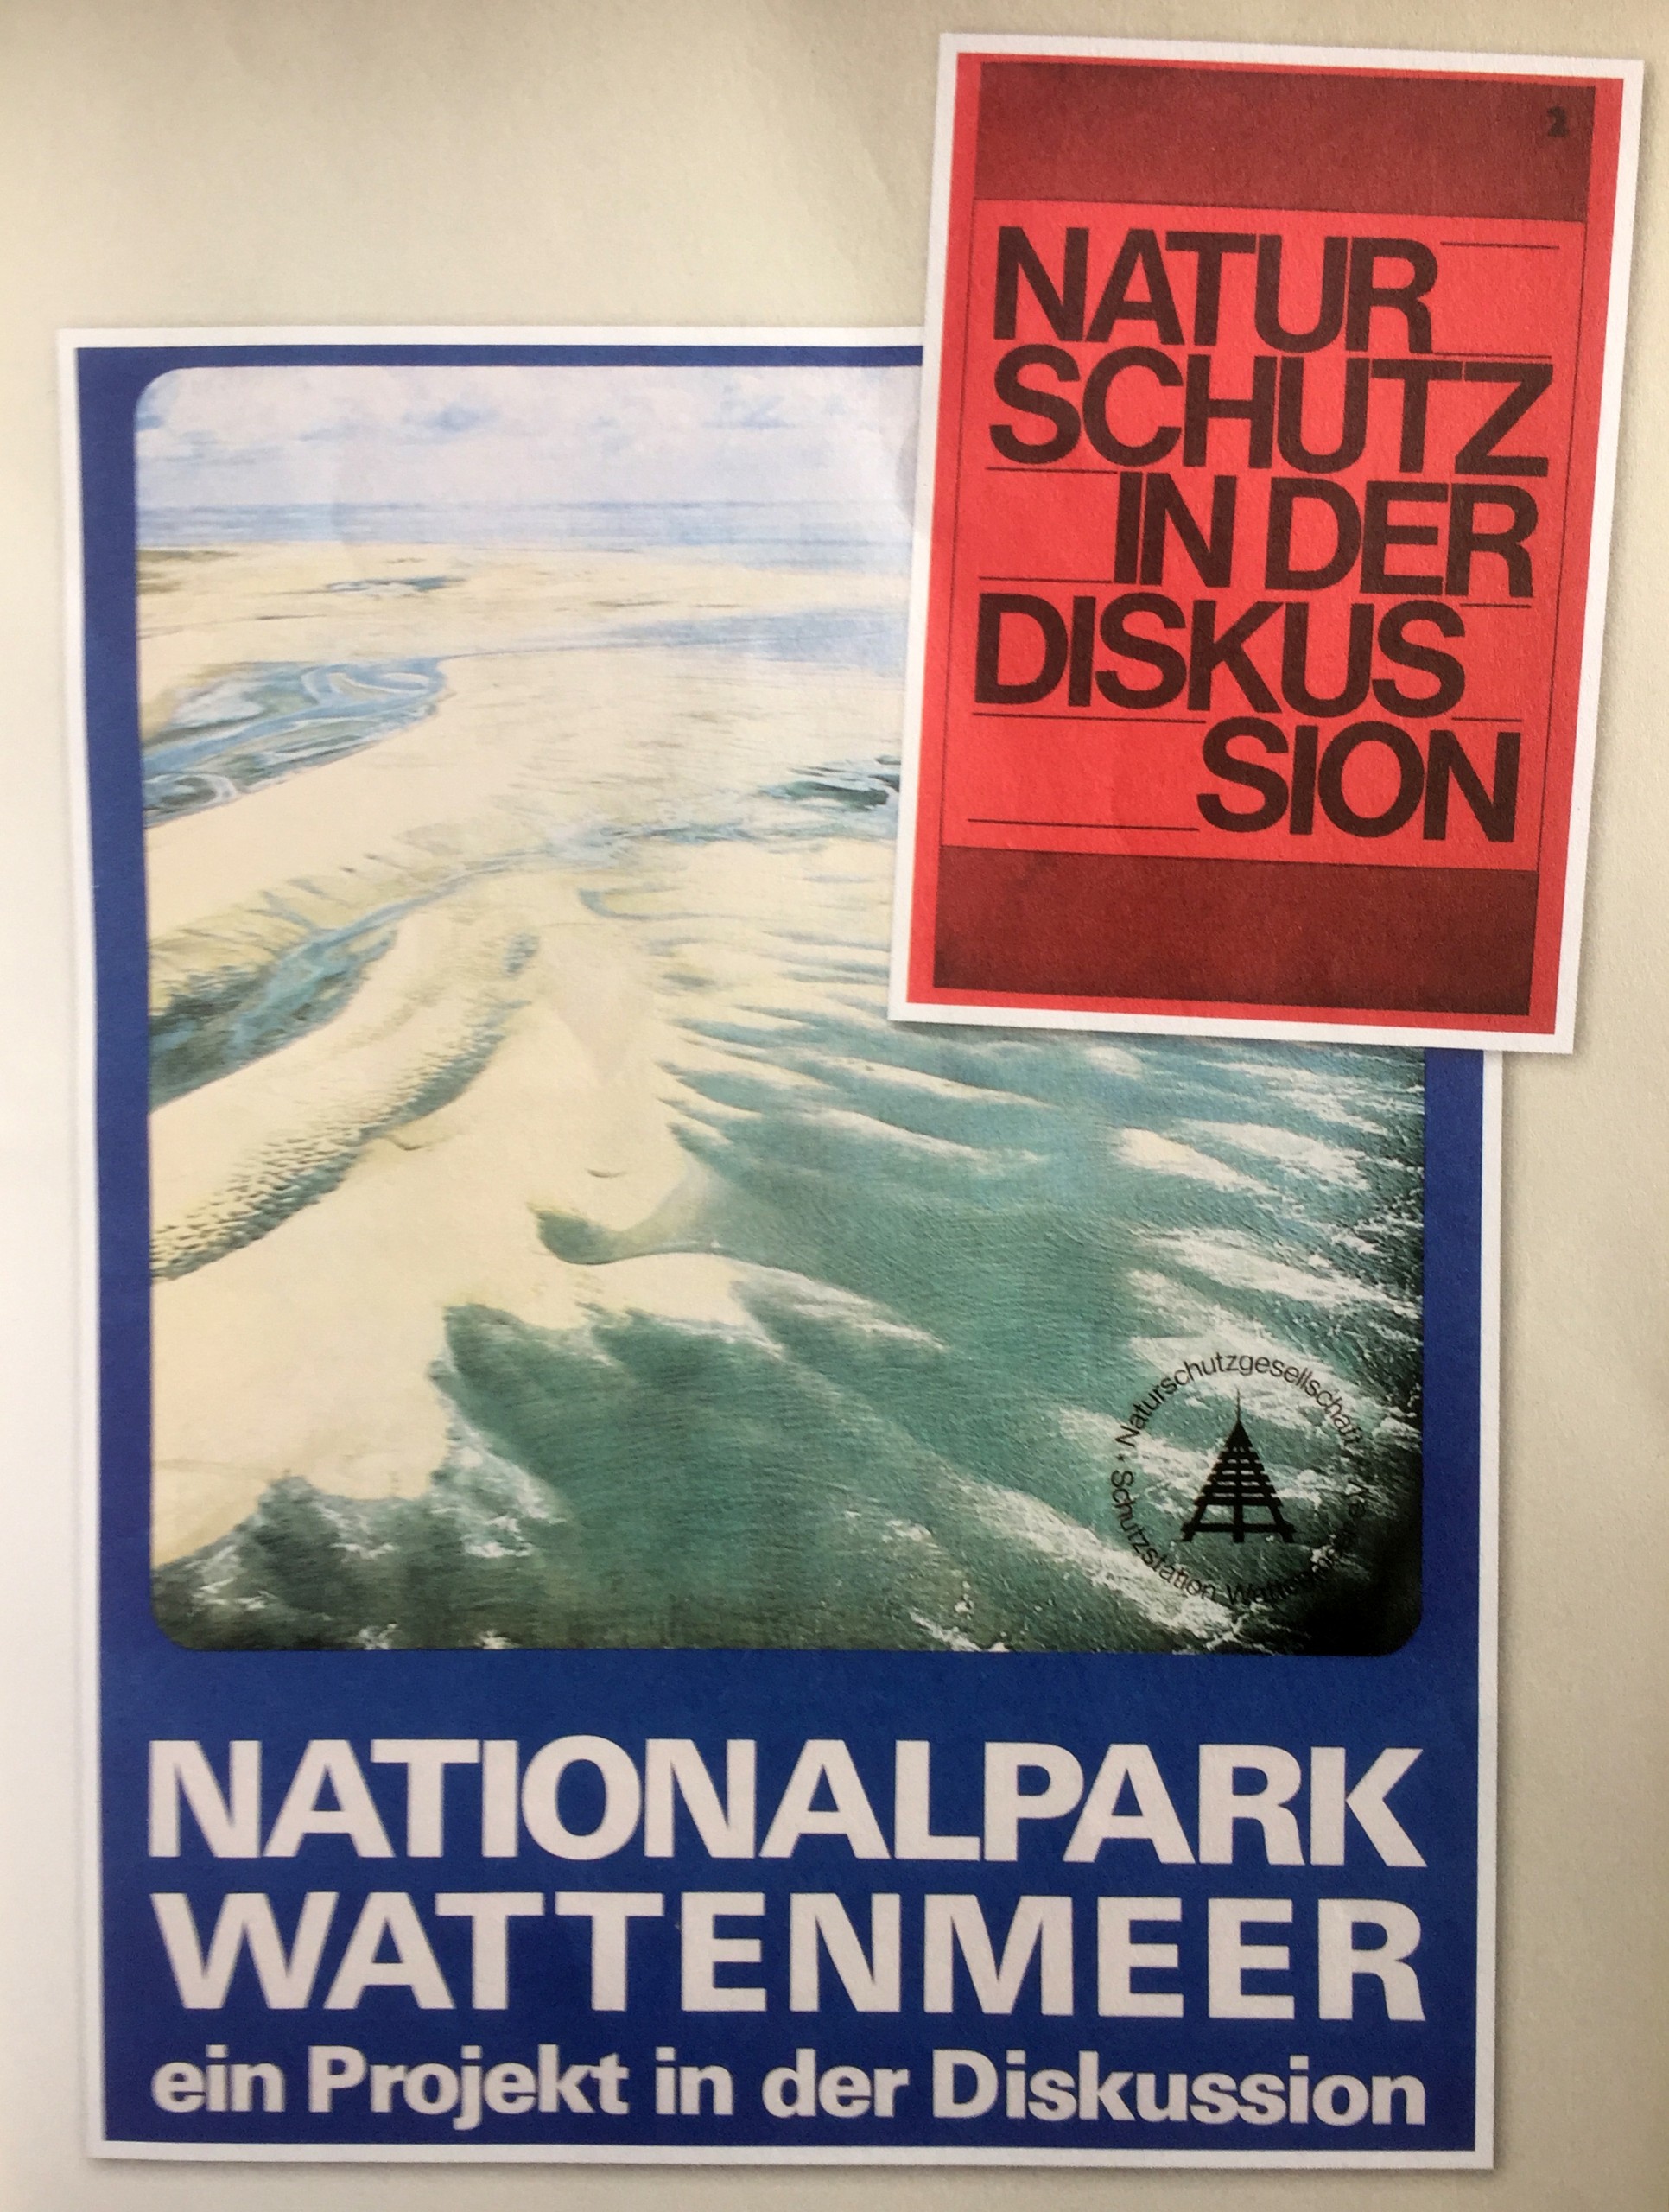 2
NATUR
SCHUTZ
IN DER
DISKUS
SION
Naturschutzgesellschaft
Schutzstation
NATIONALPARK
WATTENMEER
ein Projekt in der Diskussion